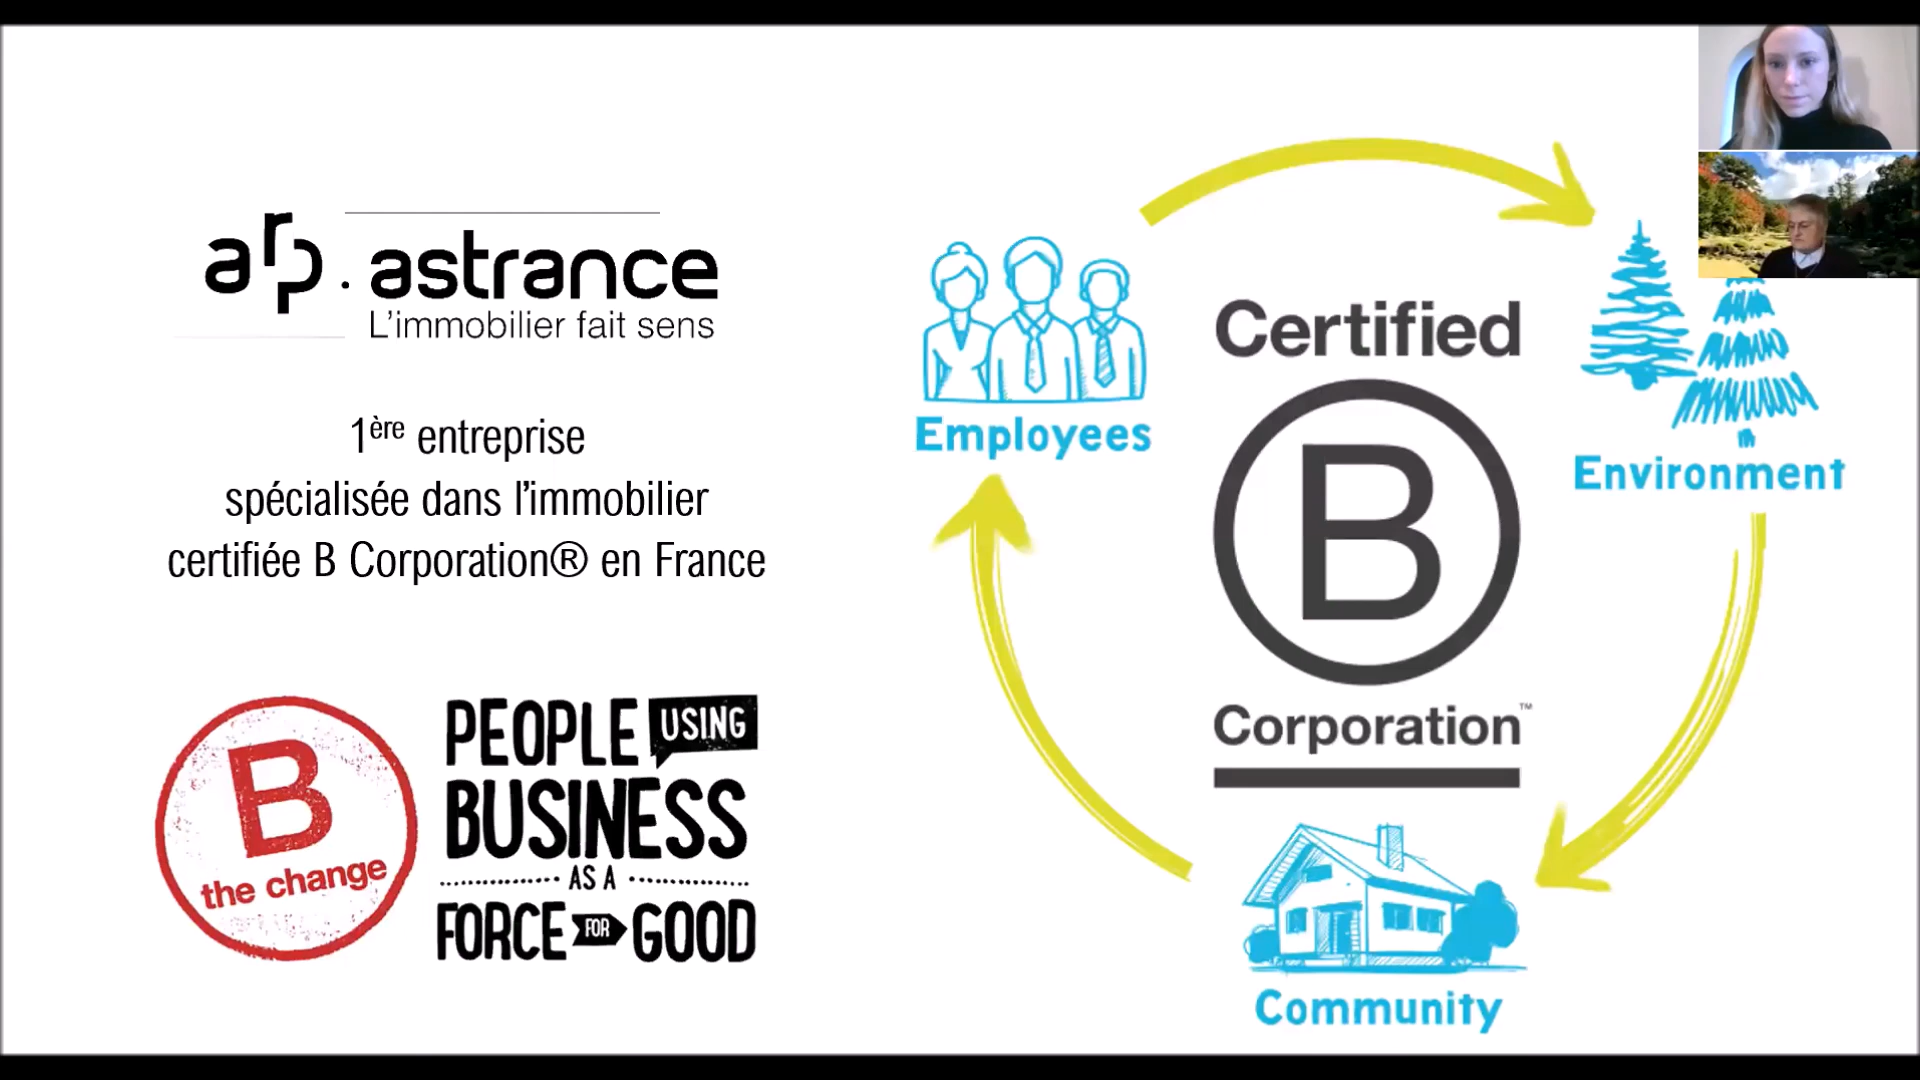 arp. astrance
L'immobilier fait sens
1ère entreprise
spécialisée dans l'immobilier
certifiée B Corporation® en France
B
the change
PEOPLE USING
BUSINESS
AS A
FORCE FOR GOOD
Employees
Certified
B
Corporation™
Environment
Community